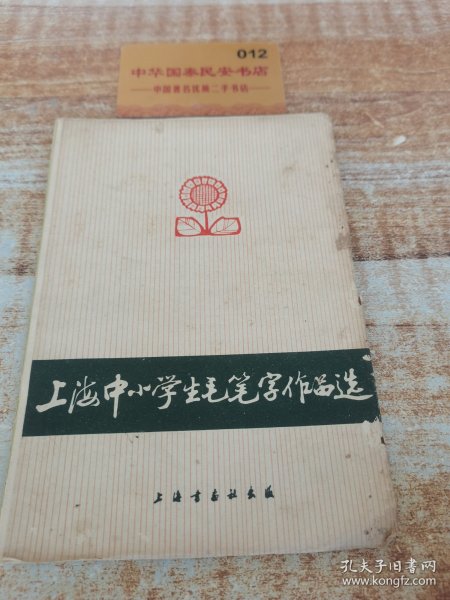 012
中华国泰民安书店
——中国著名优质二手书店——
上海中小学生毛笔字作品选
上海书画社出版
孔夫子旧书网
www.kongfz.com